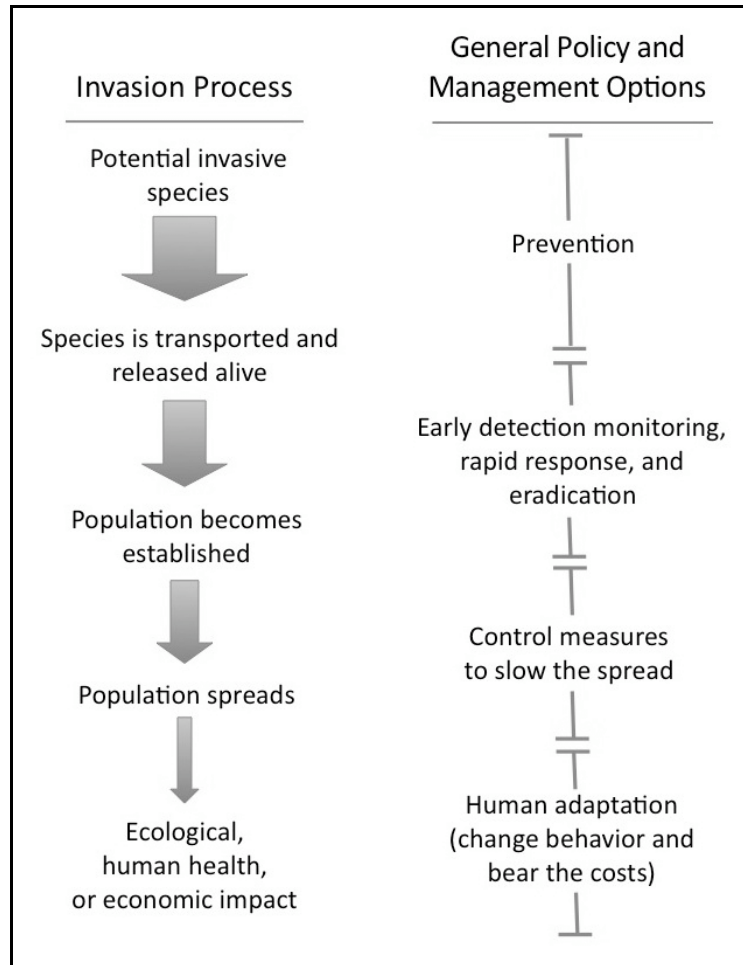 Invasion Process
Potential invasive
species
Species is transported and
released alive
Population becomes
established
Population spreads
Ecological,
human health,
or economic impact
General Policy and
Management Options
Prevention
Early detection monitoring,
rapid response, and
eradication
Control measures
to slow the spread
Human adaptation
(change behavior and
bear the costs)